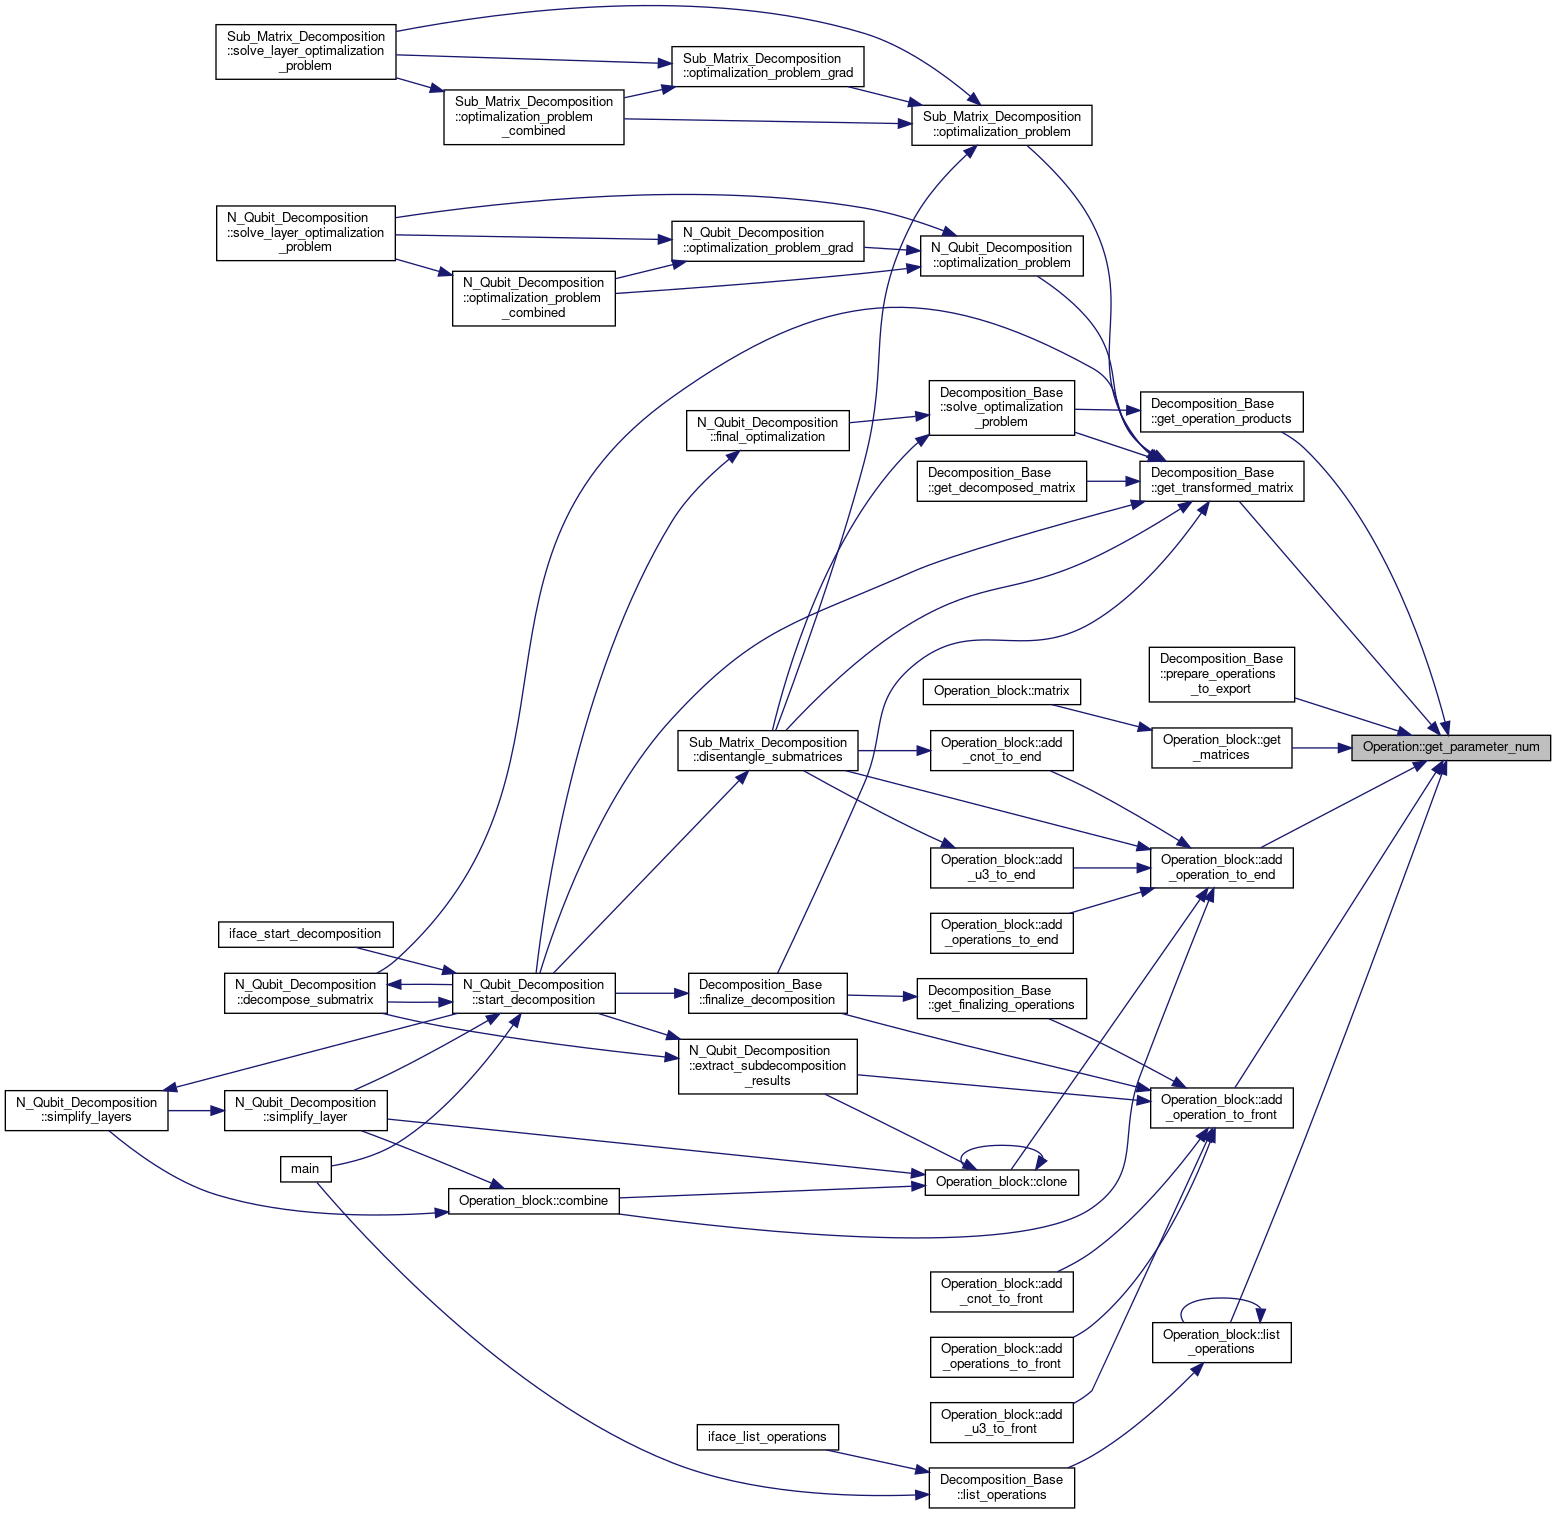 Sub_Matrix_Decomposition
::solve_layer_optimalization
_problem
Sub_Matrix_Decomposition
::optimalization_problem_grad
Sub_Matrix_Decomposition
::optimalization_problem
_combined
Sub_Matrix_Decomposition
::optimalization_problem
N_Qubit_Decomposition
::solve_layer_optimalization
_problem
N_Qubit_Decomposition
::optimalization_problem_grad
N_Qubit_Decomposition
::optimalization_problem
N_Qubit_Decomposition
::optimalization_problem
_combined
Decomposition_Base
::solve_optimalization
_problem
Decomposition_Base
::get_operation_products
N_Qubit_Decomposition
::final_optimalization
Decomposition_Base
::get_decomposed_matrix
Decomposition_Base
::get_transformed_matrix
Decomposition_Base
::prepare_operations
_to_export
Operation_block::matrix
Operation_block::get
_matrices
Operation::get_parameter_num
Sub_Matrix_Decomposition
::disentangle_submatrices
Operation_block::add
_cnot_to_end
Operation_block::add
_u3_to_end
Operation_block::add
_operation_to_end
Operation_block::add
_operations_to_end
iface_start_decomposition
N_Qubit_Decomposition
::decompose_submatrix
N_Qubit_Decomposition
::start_decomposition
Decomposition_Base
::finalize_decomposition
Decomposition_Base
::get_finalizing_operations
N_Qubit_Decomposition
::extract_subdecomposition
_results
N_Qubit_Decomposition
::simplify_layers
N_Qubit_Decomposition
::simplify_layer
Operation_block::add
_operation_to_front
main
Operation_block::combine
Operation_block::clone
Operation_block::add
_cnot_to_front
Operation_block::add
_operations_to_front
Operation_block::list
_operations
Operation_block::add
_u3_to_front
iface_list_operations
Decomposition_Base
::list_operations